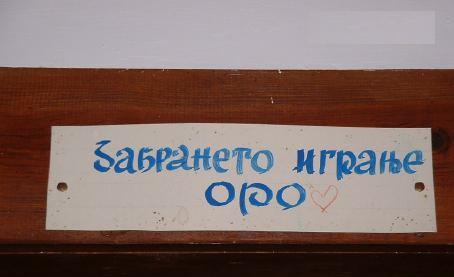 Забрането играње
оро